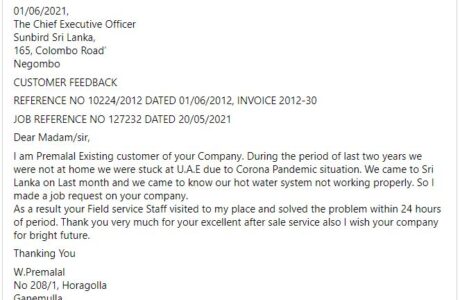 01/06/2021,
The Chief Executive Officer
Sunbird Sri Lanka,
165, Colombo Road'
Negombo
CUSTOMER FEEDBACK
REFERENCE NO 10224/2012 DATED 01/06/2012, INVOICE 2012-30
JOB REFERENCE NO 127232 DATED 20/05/2021
Dear Madam/sir,
I am Premalal Existing customer of your Company. During the period of last two years we
were not at home we were stuck at U.A.E due to Corona Pandemic situation. We came to Sri
Lanka on Last month and we came to know our hot water system not working properly. So I
made a job request on your company.
As a result your Field service Staff visited to my place and solved the problem within 24 hours
of period. Thank you very much for your excellent after sale service also I wish your company
for bright future.
Thanking You
W.Premalal
No 208/1, Horagolla
Ganemulla